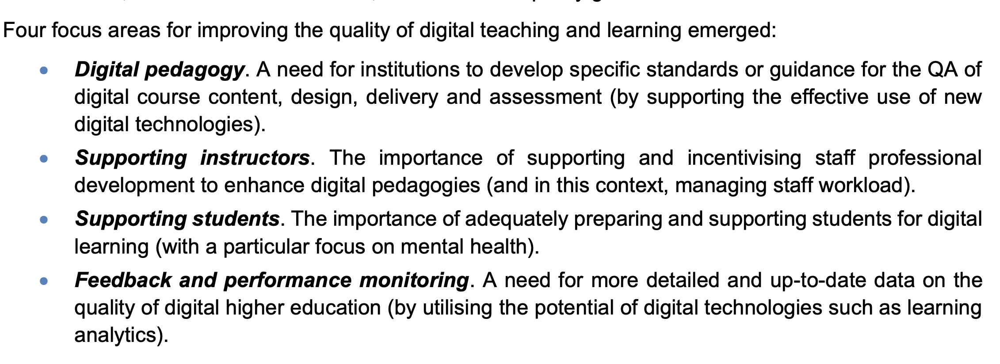 Four focus areas for improving the quality of digital teaching and learning emerged:
• Digital pedagogy. A need for institutions to develop specific standards or guidance for the QA of
digital course content, design, delivery and assessment (by supporting the effective use of new
digital technologies).
• Supporting instructors. The importance of supporting and incentivising staff professional
development to enhance digital pedagogies (and in this context, managing staff workload).
• Supporting students. The importance of adequately preparing and supporting students for digital
learning (with a particular focus on mental health).
• Feedback and performance monitoring. A need for more detailed and up-to-date data on the
quality of digital higher education (by utilising the potential of digital technologies such as learning
analytics).